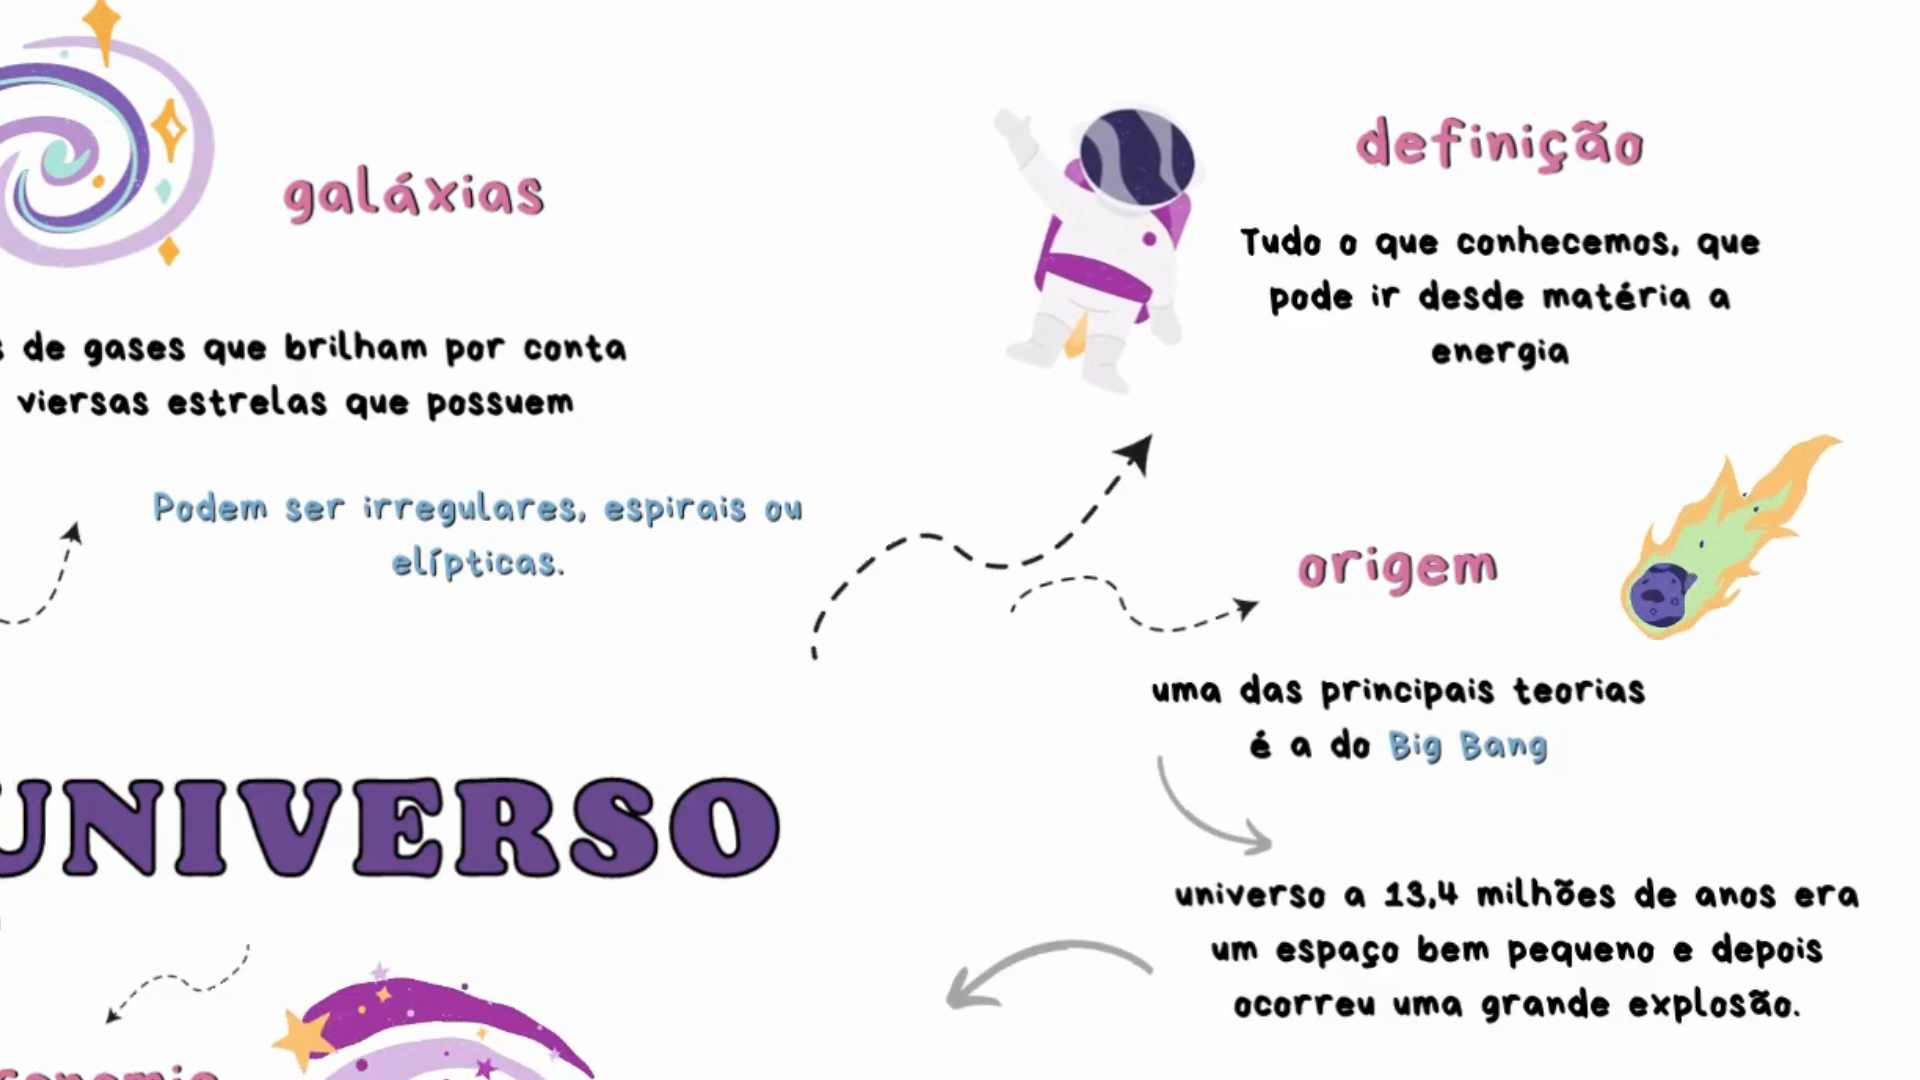 galáxias
de gases que brilham por conta
viersas estrelas que possuem
Podem ser irregulares, espirais ou
elípticas.
definição
Tudo o que conhecemos, que
pode ir desde matéria a
energia
origem
uma das principais teorias
é a do Big Bang
universo a 13,4 milhões de anos era
um espaço bem pequeno e depois
ocorreu uma grande explosão.
UNIVERSO